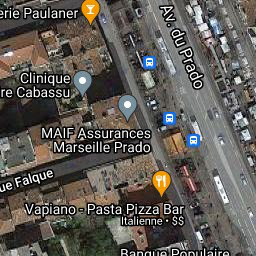 erie Paulaner
Av. du Prado
Clinique
re Cabassu
MAIF Assurances
Marseille Prado
ue Falque
Vapiano - Pasta Pizza Bar
Italienne • $$
Banque Populaire